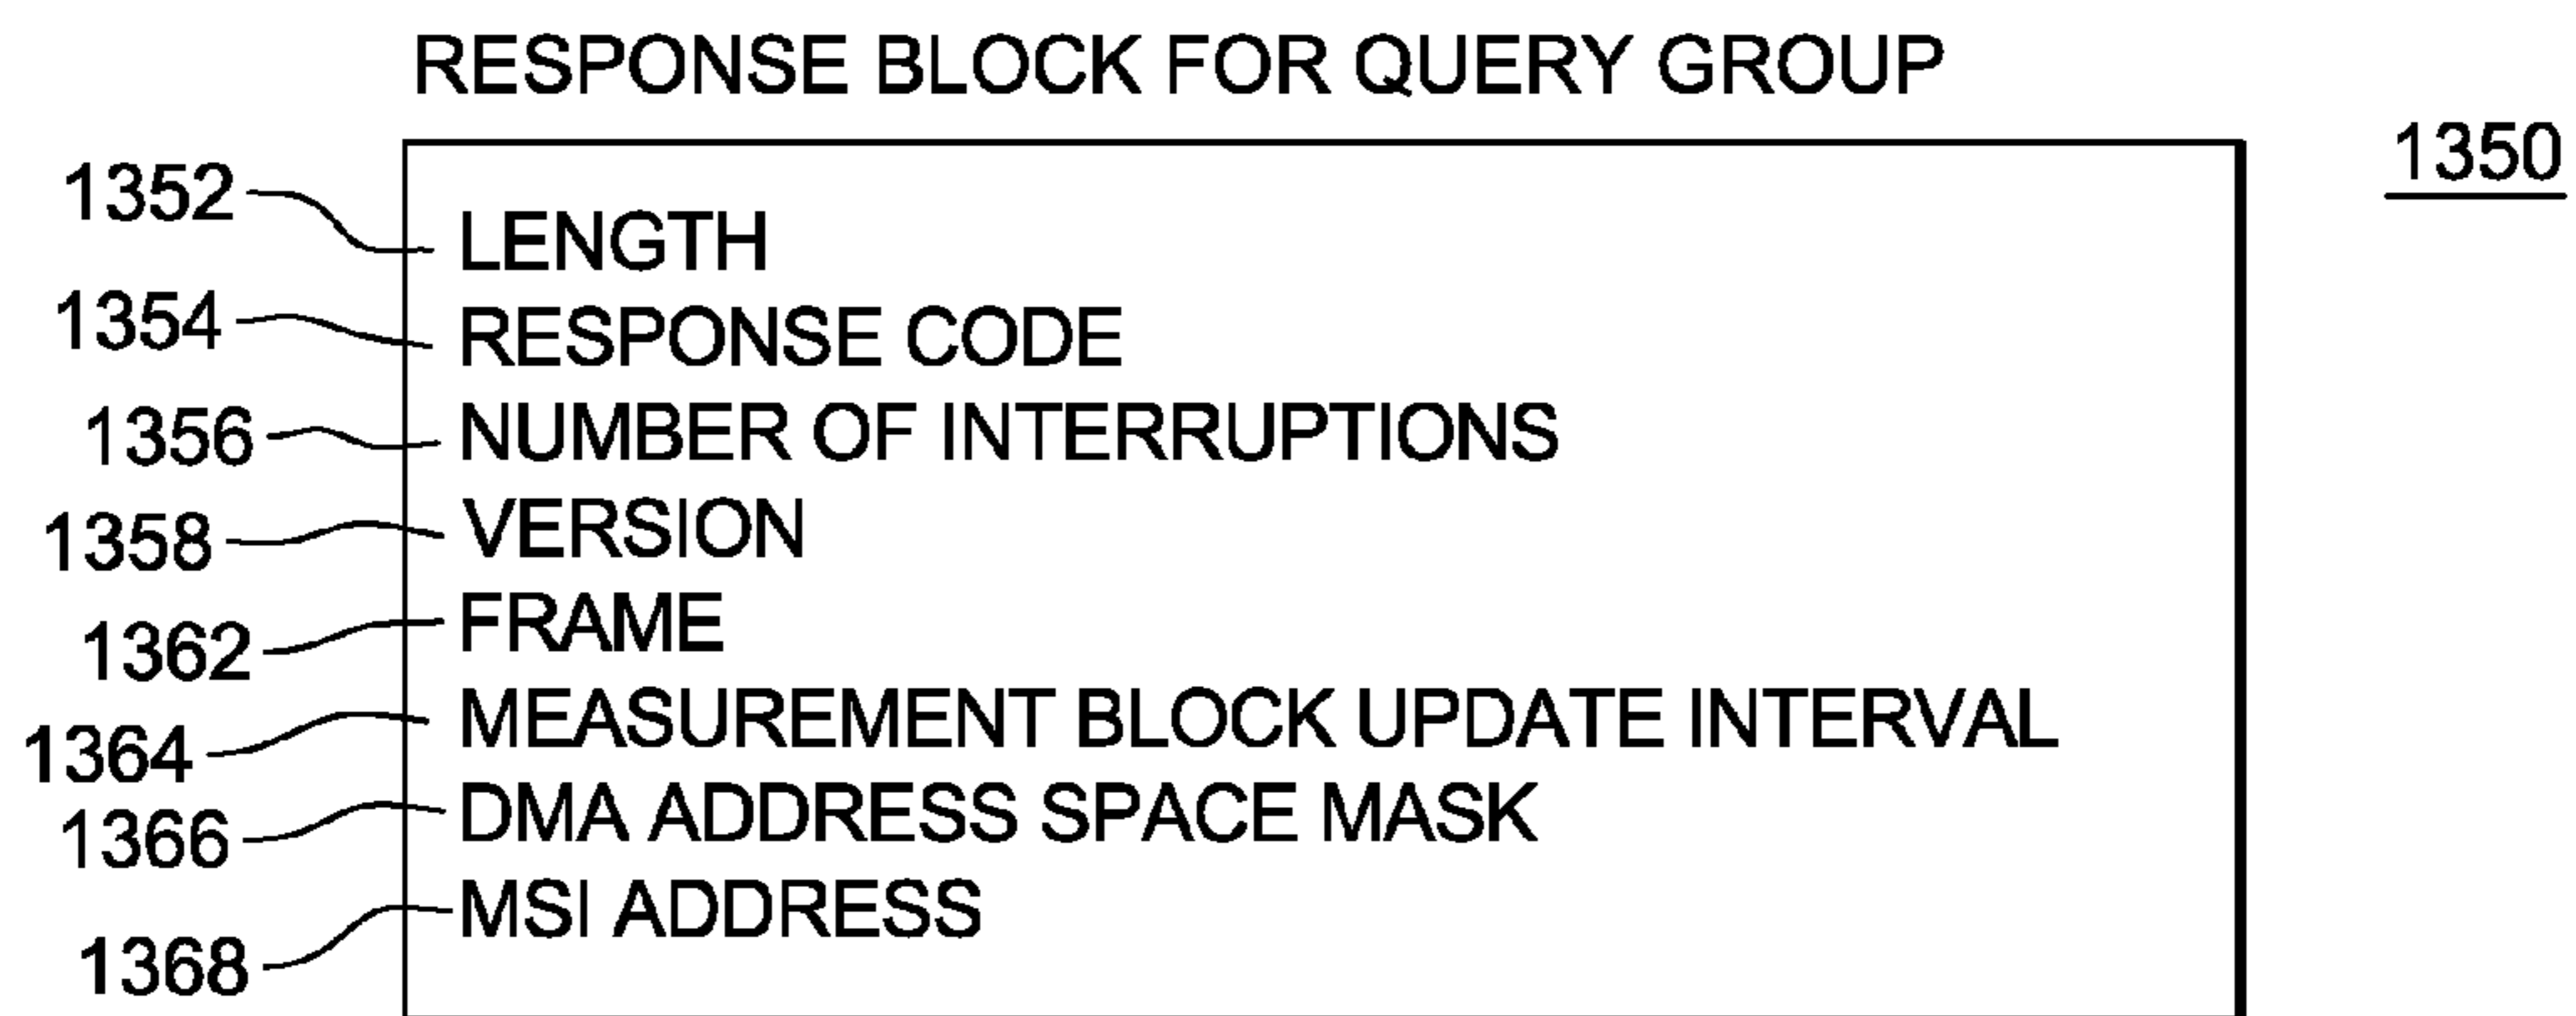 RESPONSE BLOCK FOR QUERY GROUP
1350
1352 LENGTH
1354 RESPONSE CODE
1356 NUMBER OF INTERRUPTIONS
1358 VERSION
1362 FRAME
1364 MEASUREMENT BLOCK UPDATE INTERVAL
1366 DMA ADDRESS SPACE MASK
1368 MSI ADDRESS